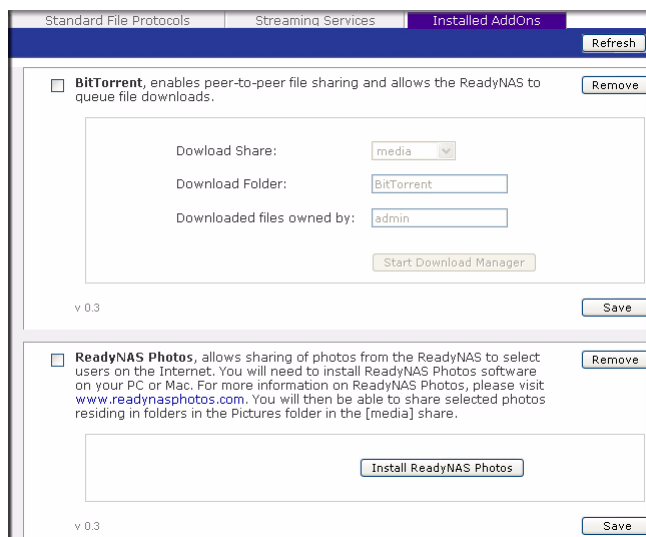 Standard File Protocols
Streaming Services
Installed AddOns
Refresh
BitTorrent, enables peer-to-peer file sharing and allows the ReadyNAS to
queue file downloads.
Remove
Dowload Share:
media
Download Folder:
BitTorrent
Downloaded files owned by:
admin
Start Download Manager
v 0.3
Save
ReadyNAS Photos, allows sharing of photos from the ReadyNAS to select
users on the Internet. You will need to install ReadyNAS Photos software
on your PC or Mac. For more information on ReadyNAS Photos, please visit
www.readynasphotos.com. You will then be able to share selected photos
residing in folders in the Pictures folder in the [media] share.
Remove
Install ReadyNAS Photos
v 0.3
Save